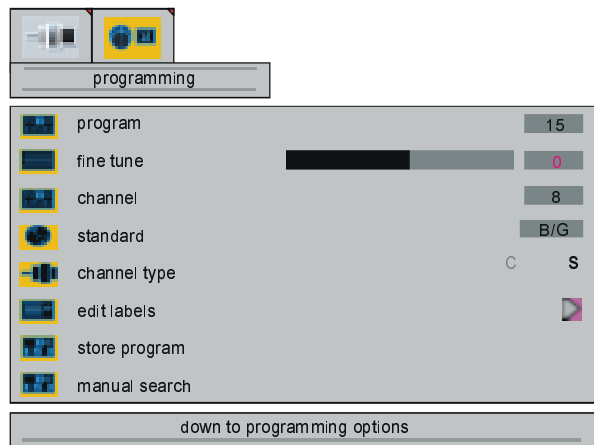 programming
program 15
fine tune 0
channel 8
standard B/G
channel type C S
edit labels
store program
manual search
down to programming options